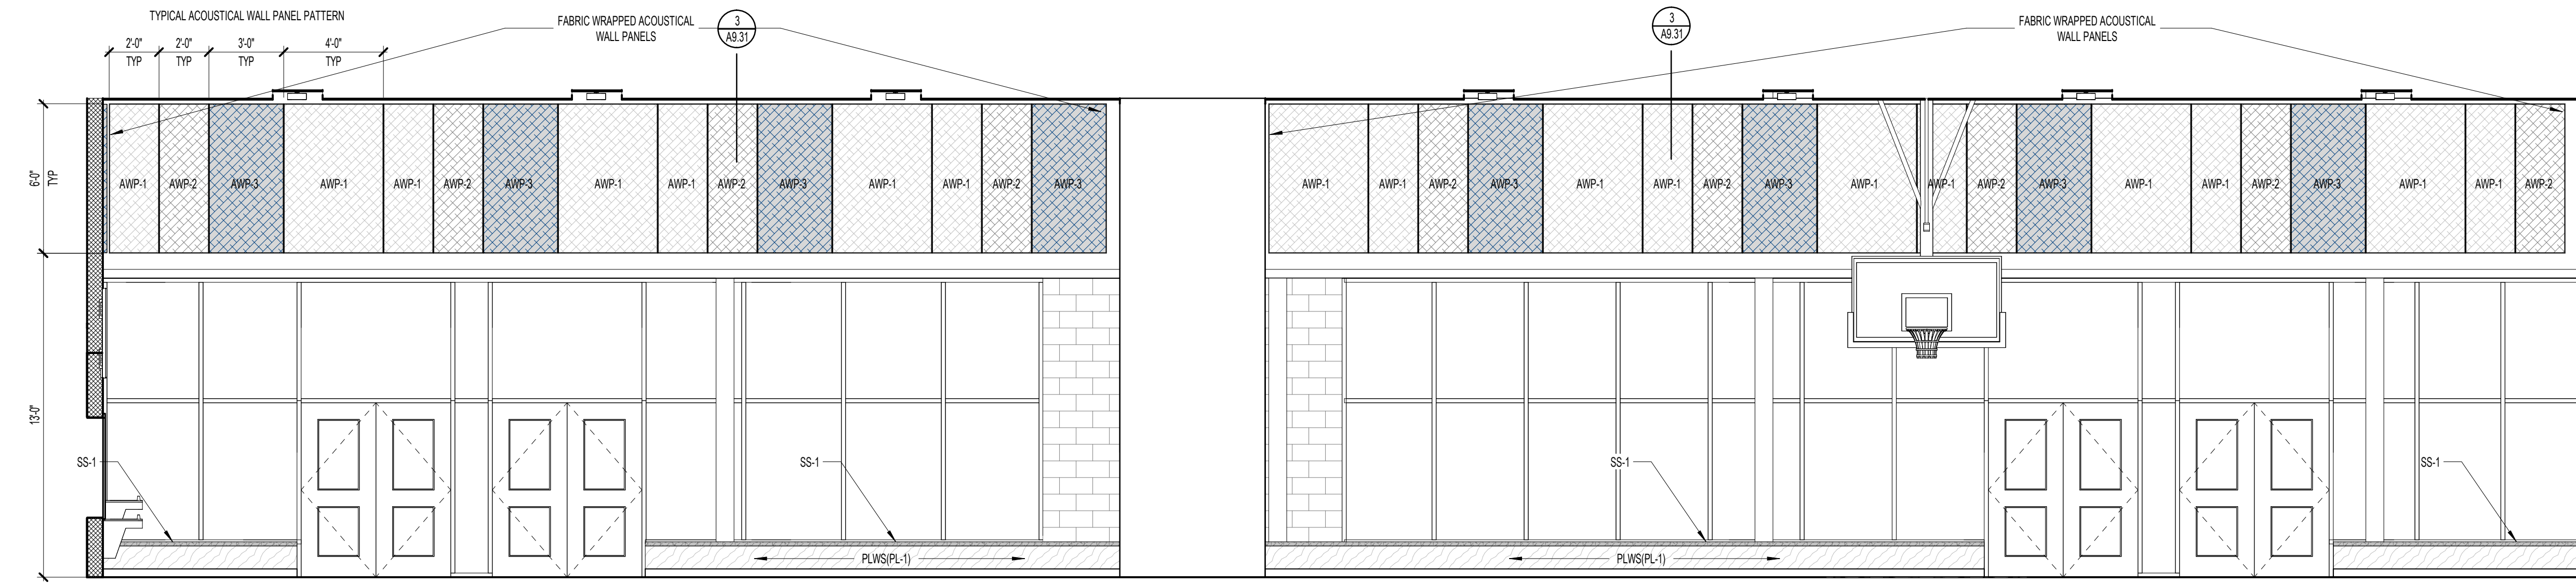 TYPICAL ACOUSTICAL WALL PANEL PATTERN
2'-0"
TYP
2'-0"
TYP
3'-0"
TYP
4'-0"
TYP
FABRIC WRAPPED ACOUSTICAL
WALL PANELS
3
A9.31
3
A9.31
FABRIC WRAPPED ACOUSTICAL
WALL PANELS
6'-0"
TYP
13'-0"
AWP-1
AWP-2
AWP-3
AWP-1
AWP-1
AWP-2
AWP-3
AWP-1
AWP-1
AWP-2
AWP-3
AWP-1
AWP-1
AWP-2
AWP-3
AWP-1
AWP-1
AWP-2
AWP-3
AWP-1
AWP-1
AWP-2
AWP-3
AWP-1
AWP-1
AWP-2
AWP-3
AWP-1
AWP-1
AWP-2
AWP-3
AWP-1
AWP-1
AWP-2
SS-1
SS-1
SS-1
SS-1
PLWS(PL-1)
PLWS(PL-1)